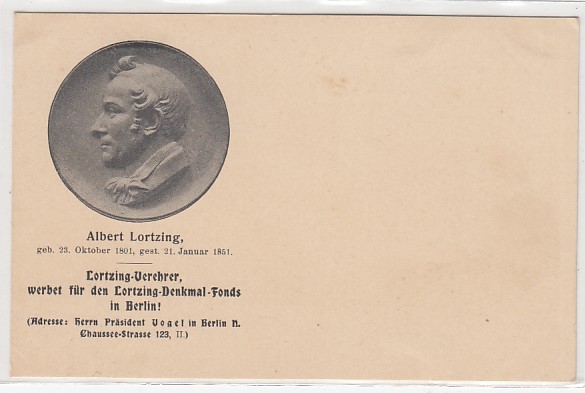 Albert Lortzing,
geb. 23. Oktober 1801, gest. 21. Januar 1851.
Lortzing-Verehrer,
werbet für den Lortzing-Denkmal-Fonds
in Berlin!
(Adresse: Herrn Präsident Vogel in Berlin N.
Chaussee-Strasse 123, II.)